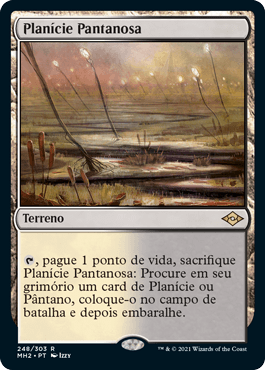 Planície Pantanosa
Terreno
, pague 1 ponto de vida, sacrifique
Planície Pantanosa: Procure em seu
grimório um card de Planície ou
Pântano, coloque-o no campo de
batalha e depois embaralhe.
248/303 R
MH2 • PT Izzy
™ & © 2021 Wizards of the Coast